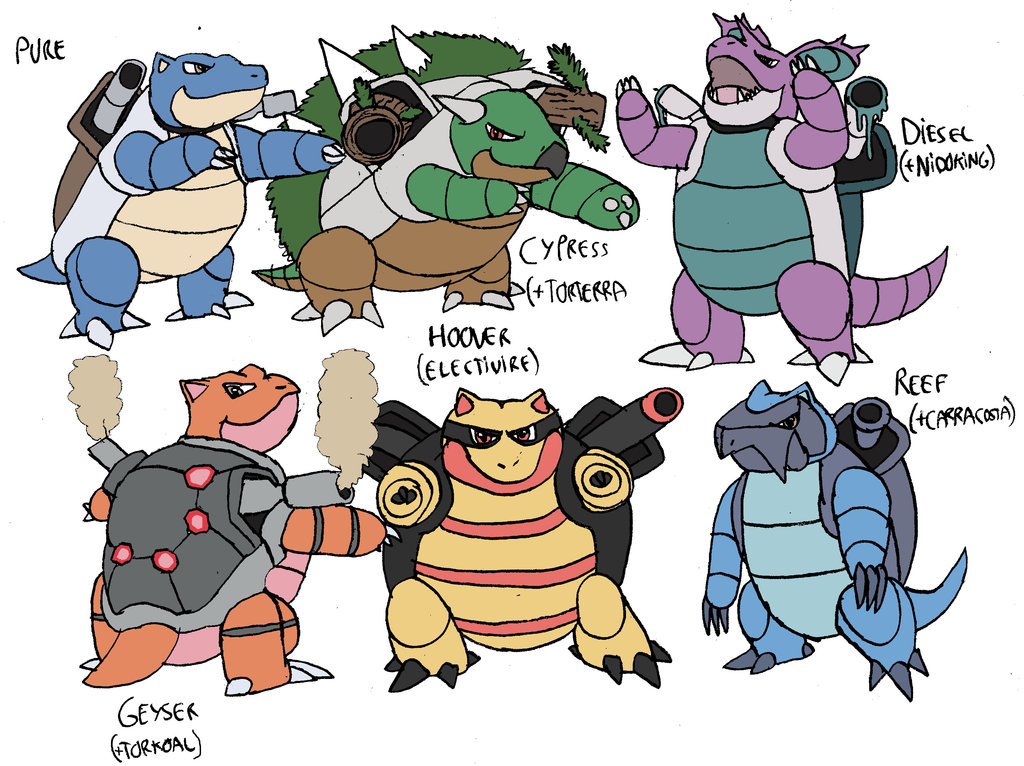 PURE
CYPRESS
(+TORTERRA
DIESEL
(+NIDOKING)
GEYSER
(+TORKOAL)
HOOVER
(ELECTIVIRE)
REEF
(+CARRACOSTA)